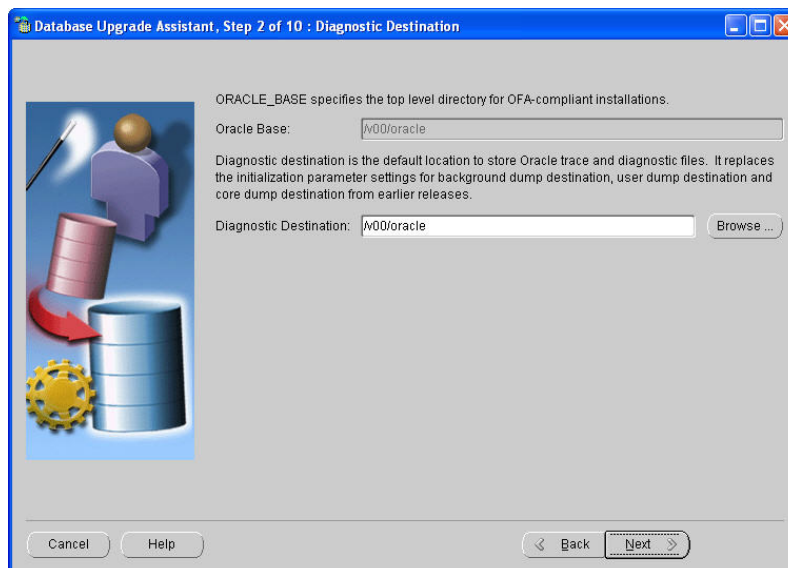 Database Upgrade Assistant, Step 2 of 10 : Diagnostic Destination
ORACLE_BASE specifies the top level directory for OFA-compliant installations.
Oracle Base: /v00/oracle
Diagnostic destination is the default location to store Oracle trace and diagnostic files. It replaces
the initialization parameter settings for background dump destination, user dump destination and
core dump destination from earlier releases.
Diagnostic Destination: /v00/oracle Browse ...
Cancel Help Back Next